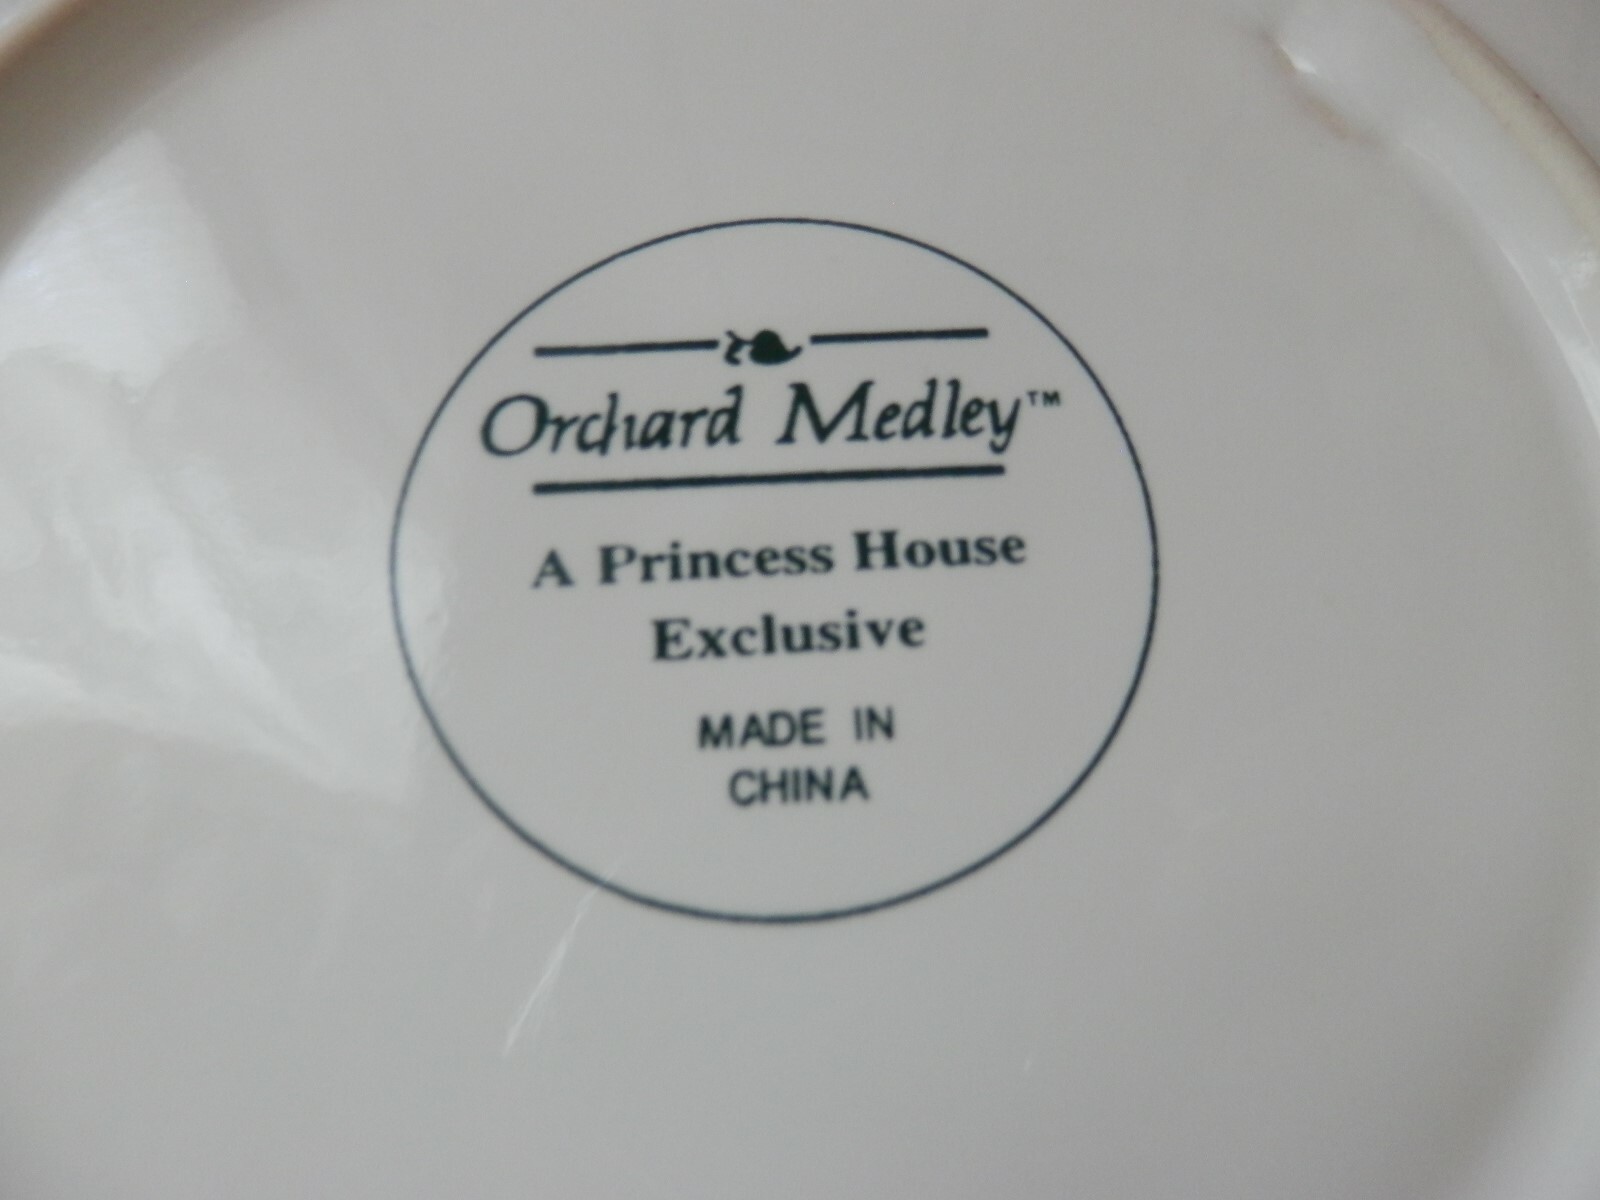 Orchard Medley™
A Princess House
Exclusive
MADE IN
CHINA